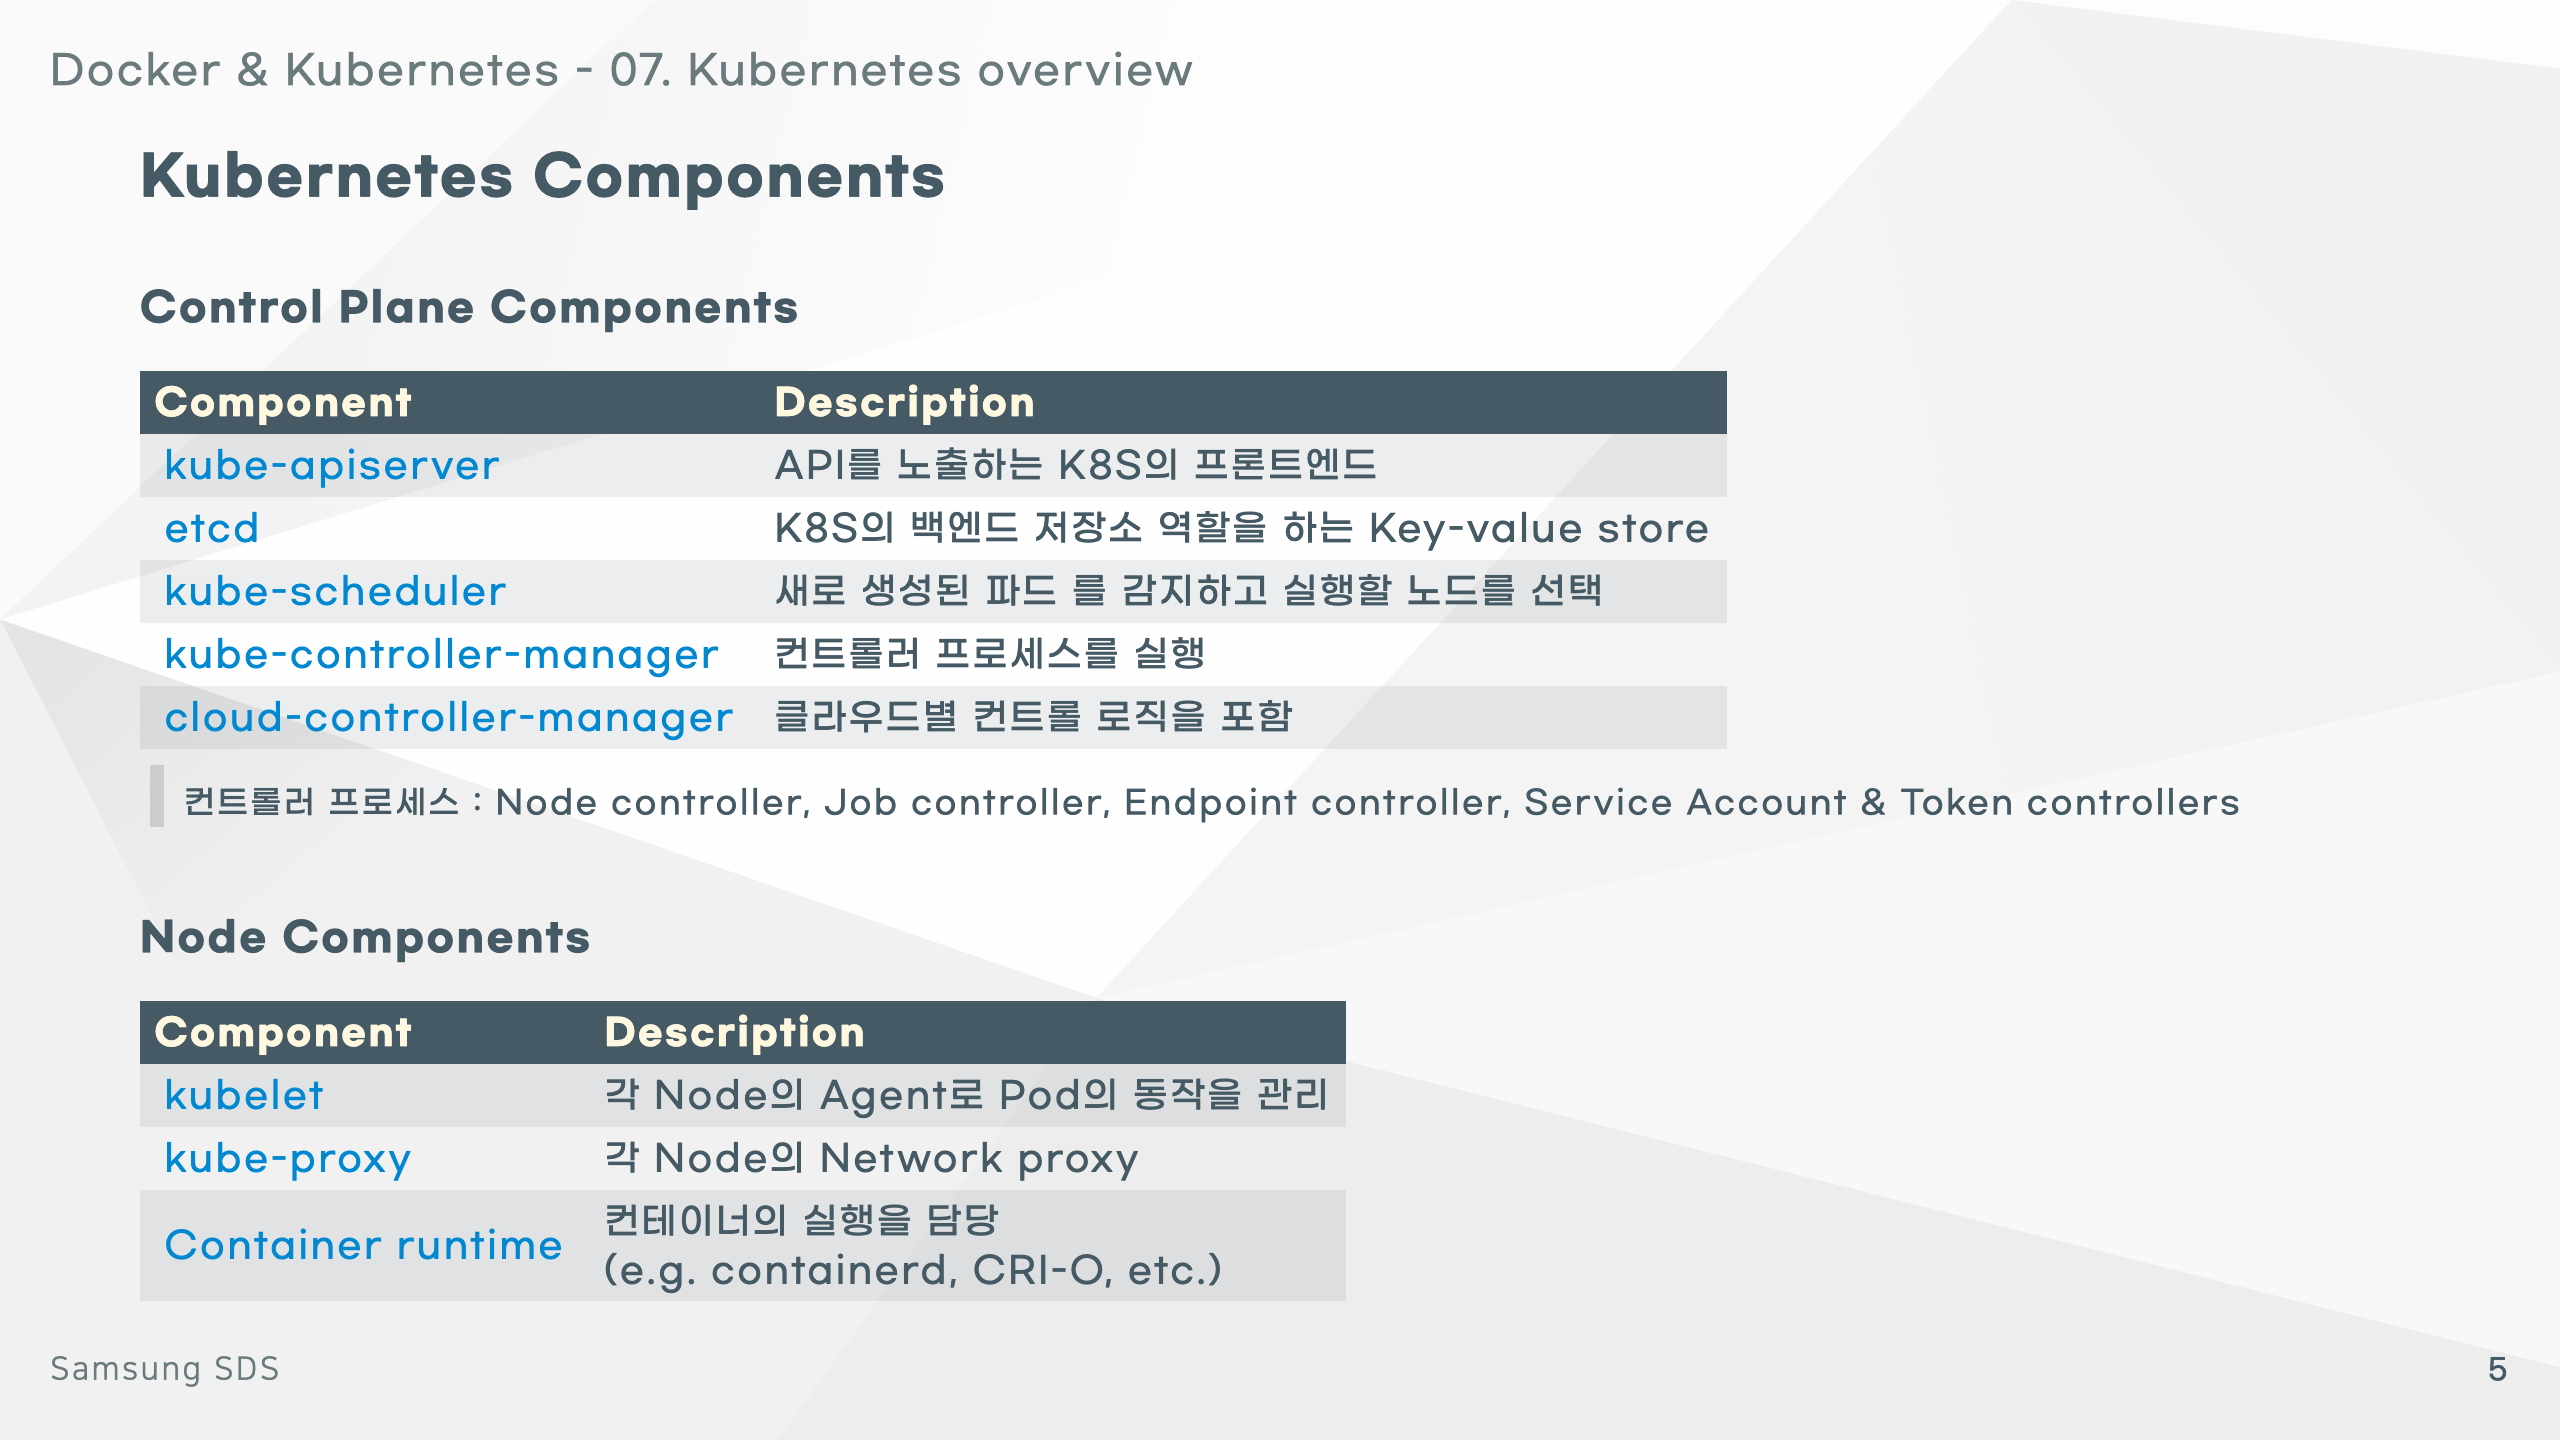 Docker & Kubernetes - 07. Kubernetes overview
Kubernetes Components
Control Plane Components
Component Description
kube-apiserver API를 노출하는 K8S의 프론트엔드
etcd K8S의 백엔드 저장소 역할을 하는 Key-value store
kube-scheduler 새로 생성된 파드 를 감지하고 실행할 노드를 선택
kube-controller-manager 컨트롤러 프로세스를 실행
cloud-controller-manager 클라우드별 컨트롤 로직을 포함
컨트롤러 프로세스 : Node controller, Job controller, Endpoint controller, Service Account & Token controllers
Node Components
Component Description
kubelet 각 Node의 Agent로 Pod의 동작을 관리
kube-proxy 각 Node의 Network proxy
Container runtime 컨테이너의 실행을 담당
(e.g. containerd, CRI-O, etc.)
Samsung SDS
5